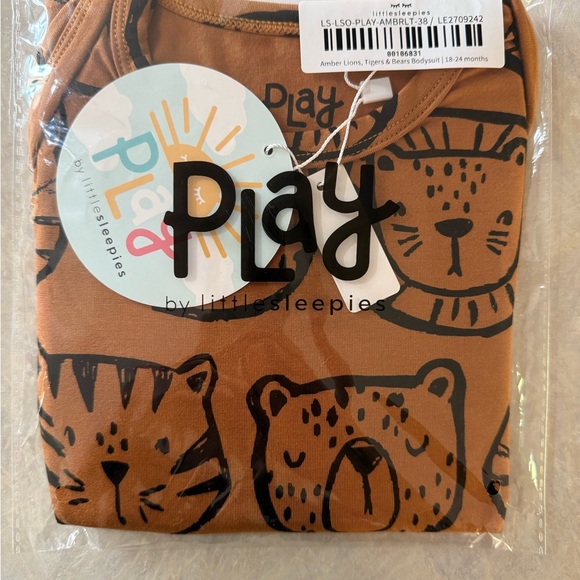 littlesleepies
LS-LSO-PLAY-AMBRLT-38 / LE2709242
00106831
Amber Lions, Tigers & Bears Bodysuit | 18-24 months
PLay
PLay
by littlesleepies
PLay
by littlesleepies